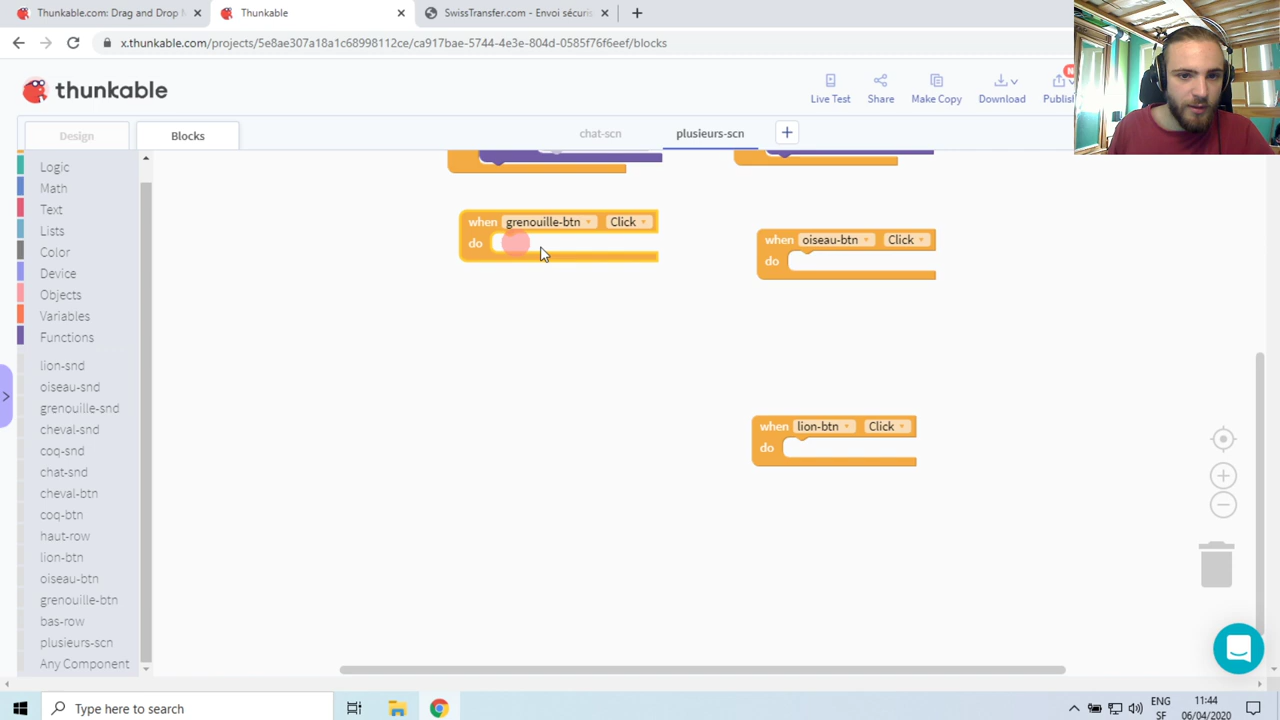 Thunkable.com: Drag and Drop M
Thunkable
SwissTransfer.com - Envoi sécuris
x.thunkable.com/projects/5e8ae307a18a1c68998112ce/ca917bae-5744-4e3e-804d-0585f76f6eef/blocks
thunkable
Live Test
Share
Make Copy
Download
Publish
N
Design
Blocks
chat-scn
plusieurs-scn
Logic
Math
Text
Lists
Color
Device
Objects
Variables
Functions
lion-snd
oiseau-snd
grenouille-snd
cheval-snd
coq-snd
chat-snd
cheval-btn
coq-btn
haut-row
lion-btn
oiseau-btn
grenouille-btn
bas-row
plusieurs-scn
Any Component
when grenouille-btn Click
do
when oiseau-btn Click
do
when lion-btn Click
do
Type here to search
ENG
SF
11:44
06/04/2020